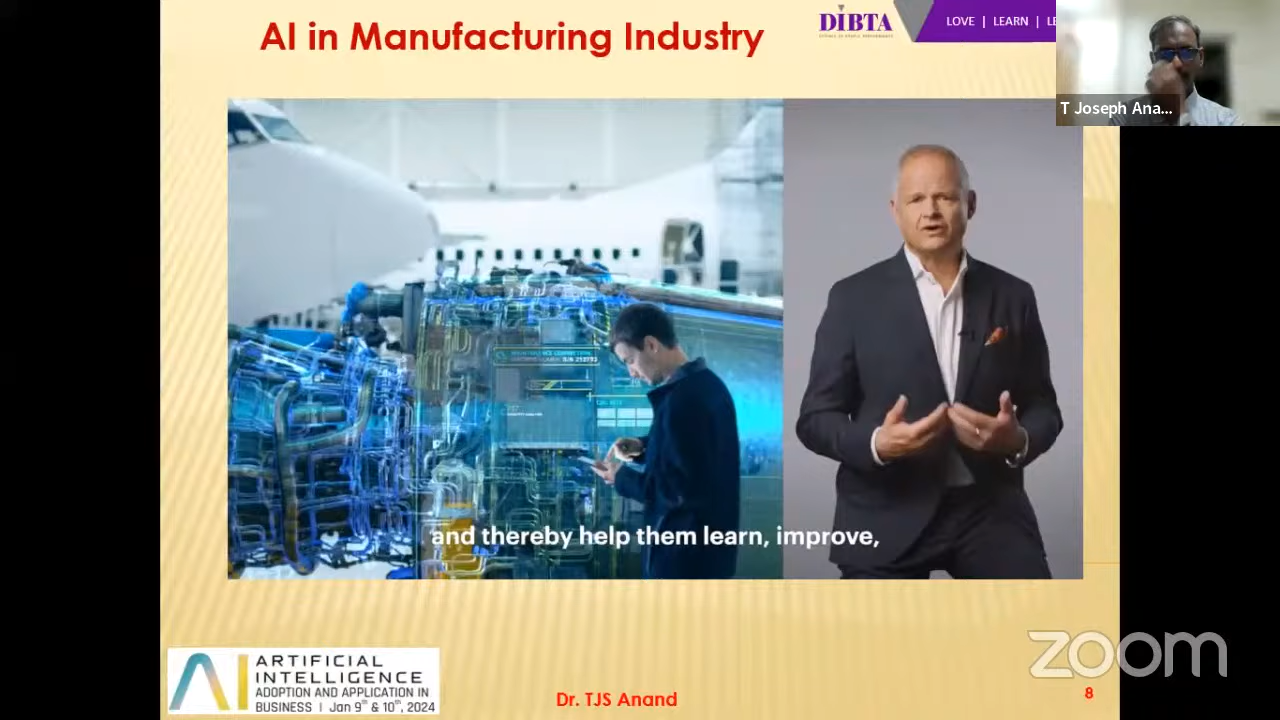 AI in Manufacturing Industry
DIBTA
LOVE | LEARN | LE
T Joseph Ana...
and thereby help them learn, improve,
zoom
ARTIFICIAL
INTELLIGENCE
ADOPTION AND APPLICATION IN
BUSINESS | Jan 9th & 10th, 2024
Dr. TJS Anand
8